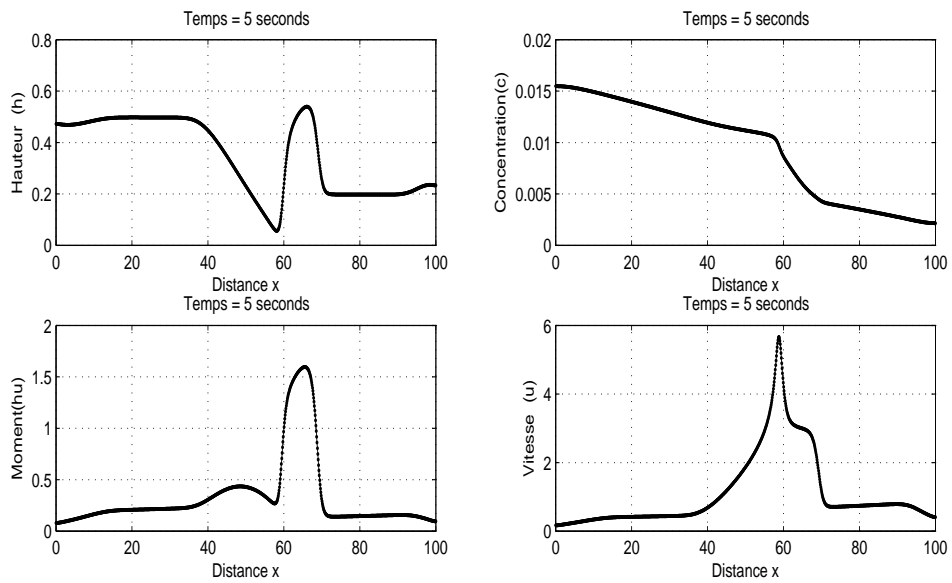 Temps = 5 seconds
Hauteur (h)
0.8
0.6
0.4
0.2
0
0 20 40 60 80 100
Distance x
Temps = 5 seconds
Concentration(c)
0.02
0.015
0.01
0.005
0
0 20 40 60 80 100
Distance x
Temps = 5 seconds
Moment(hu)
2
1.5
1
0.5
0
0 20 40 60 80 100
Distance x
Temps = 5 seconds
Vitesse (u)
6
4
2
0
0 20 40 60 80 100
Distance x